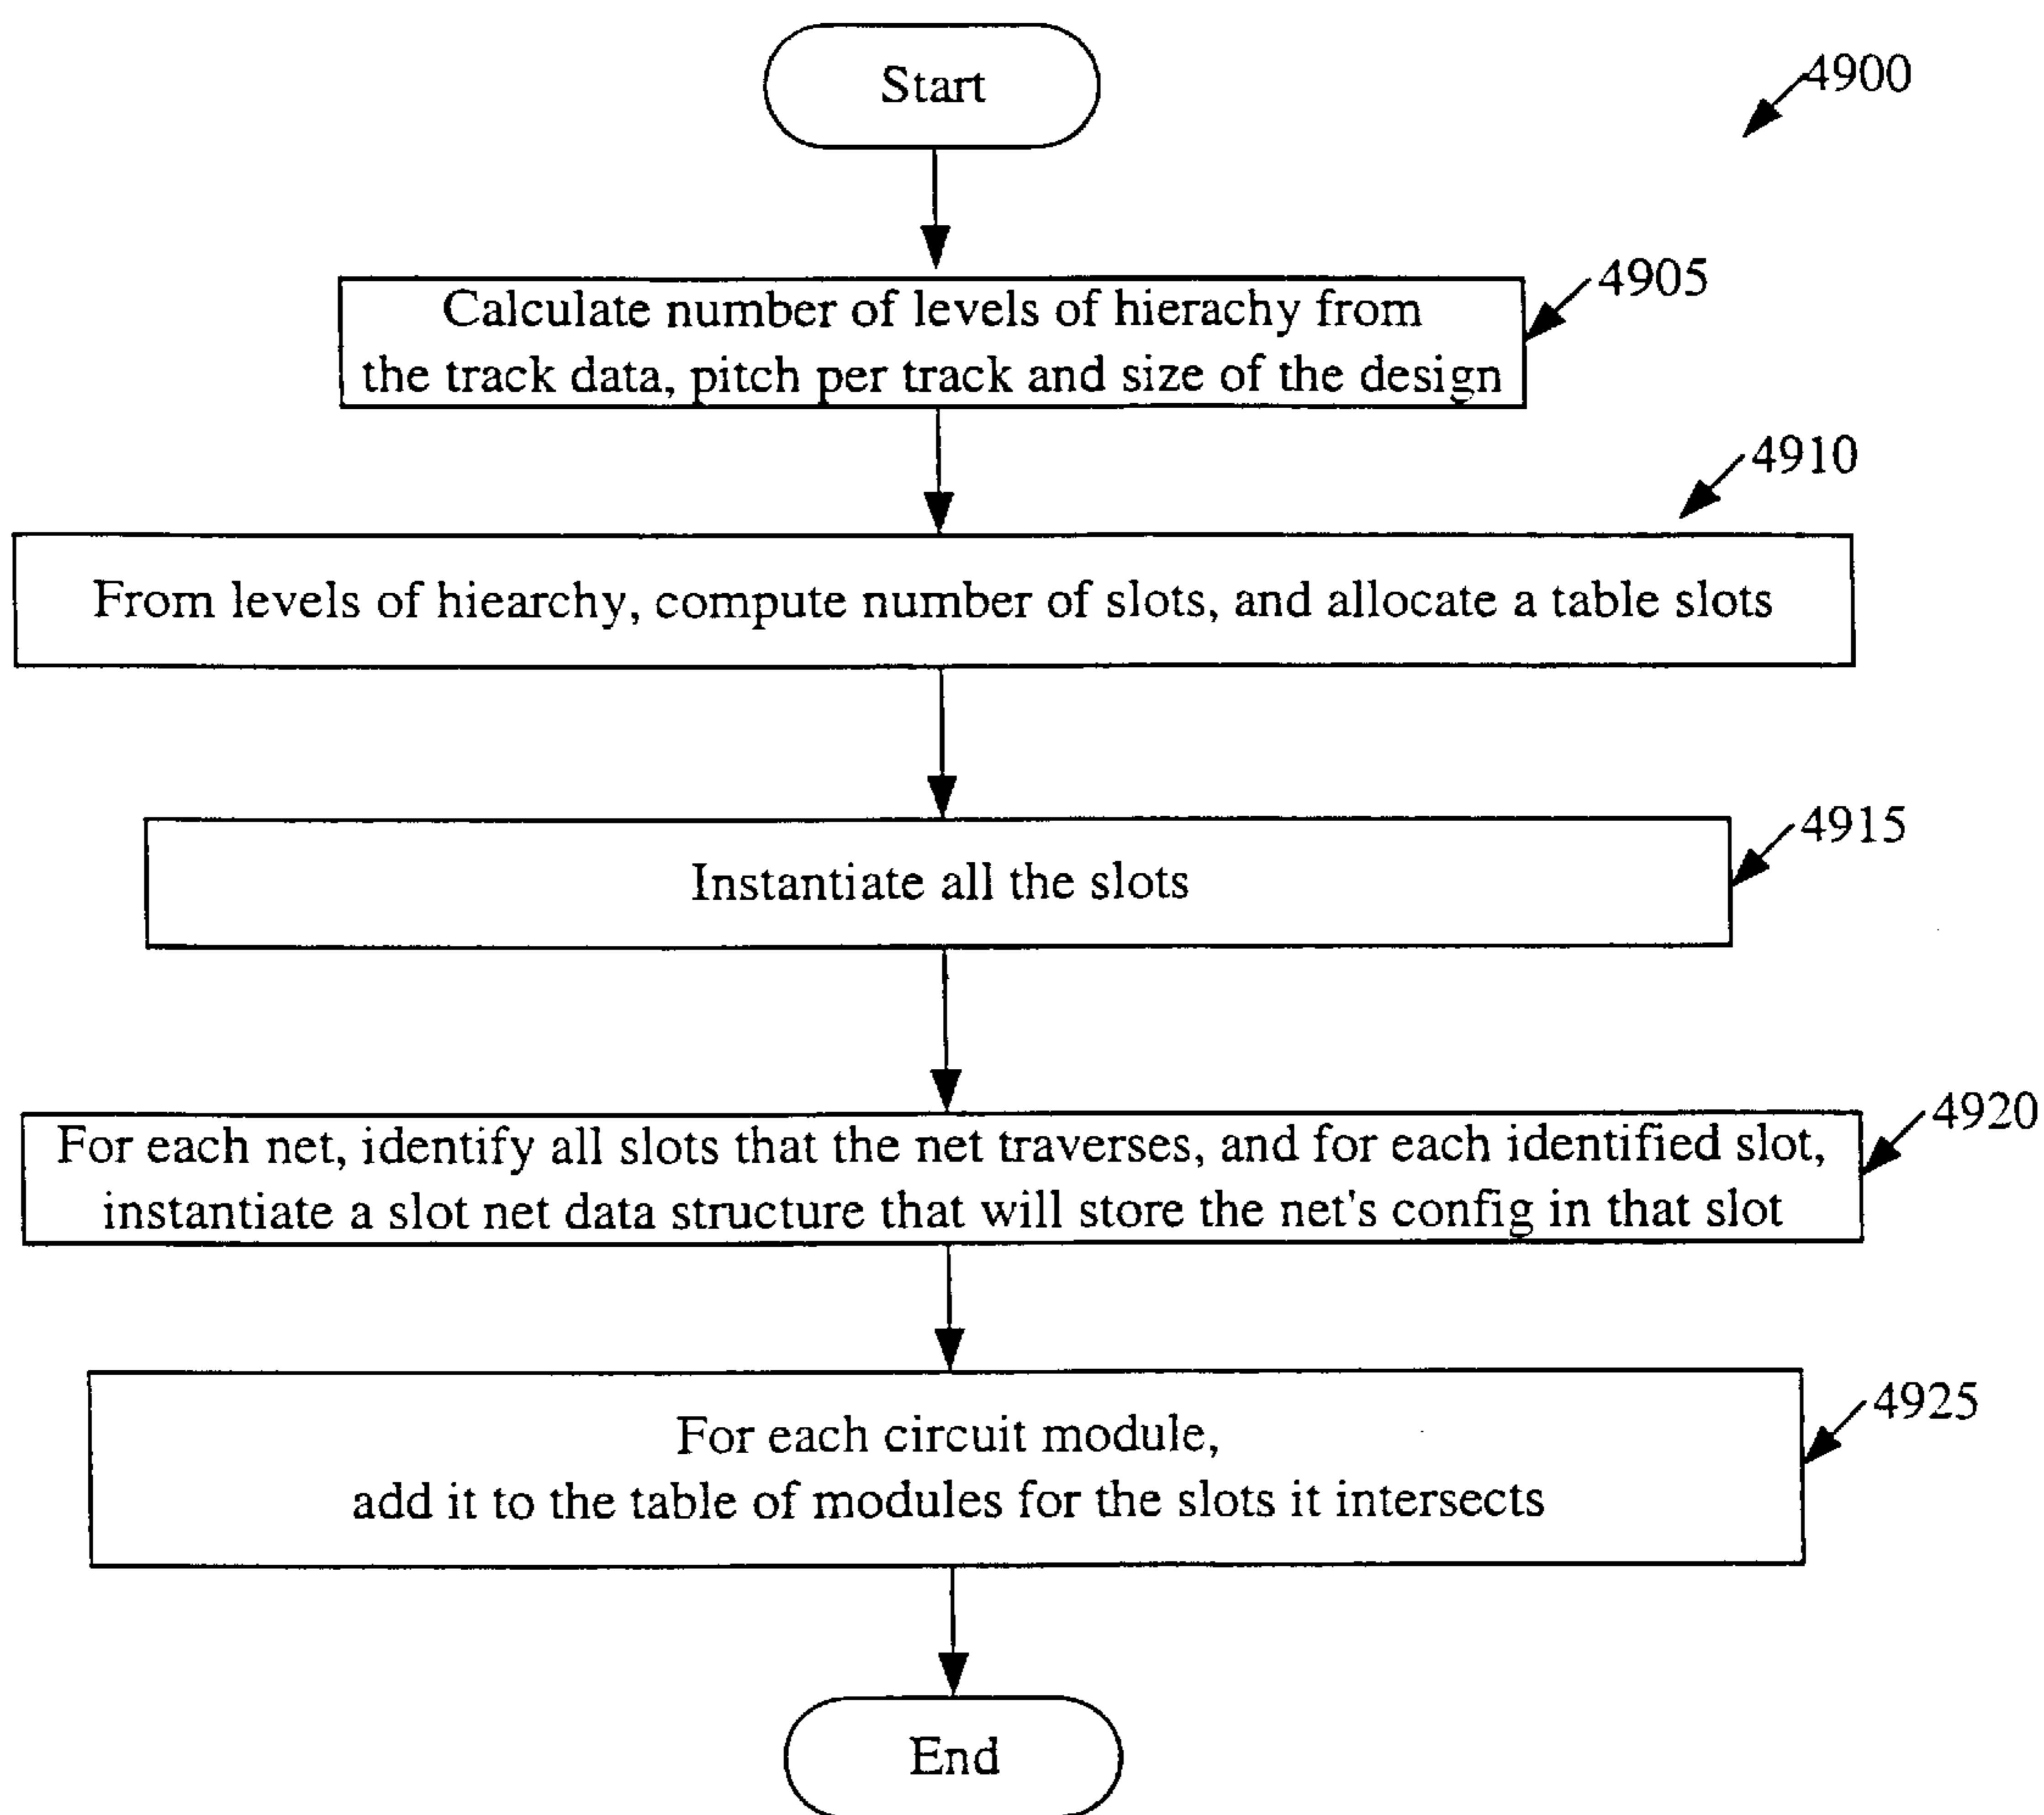 Start
4900
4905
Calculate number of levels of hierachy from
the track data, pitch per track and size of the design
4910
From levels of hiearchy, compute number of slots, and allocate a table slots
4915
Instantiate all the slots
4920
For each net, identify all slots that the net traverses, and for each identified slot,
instantiate a slot net data structure that will store the net's config in that slot
4925
For each circuit module,
add it to the table of modules for the slots it intersects
End